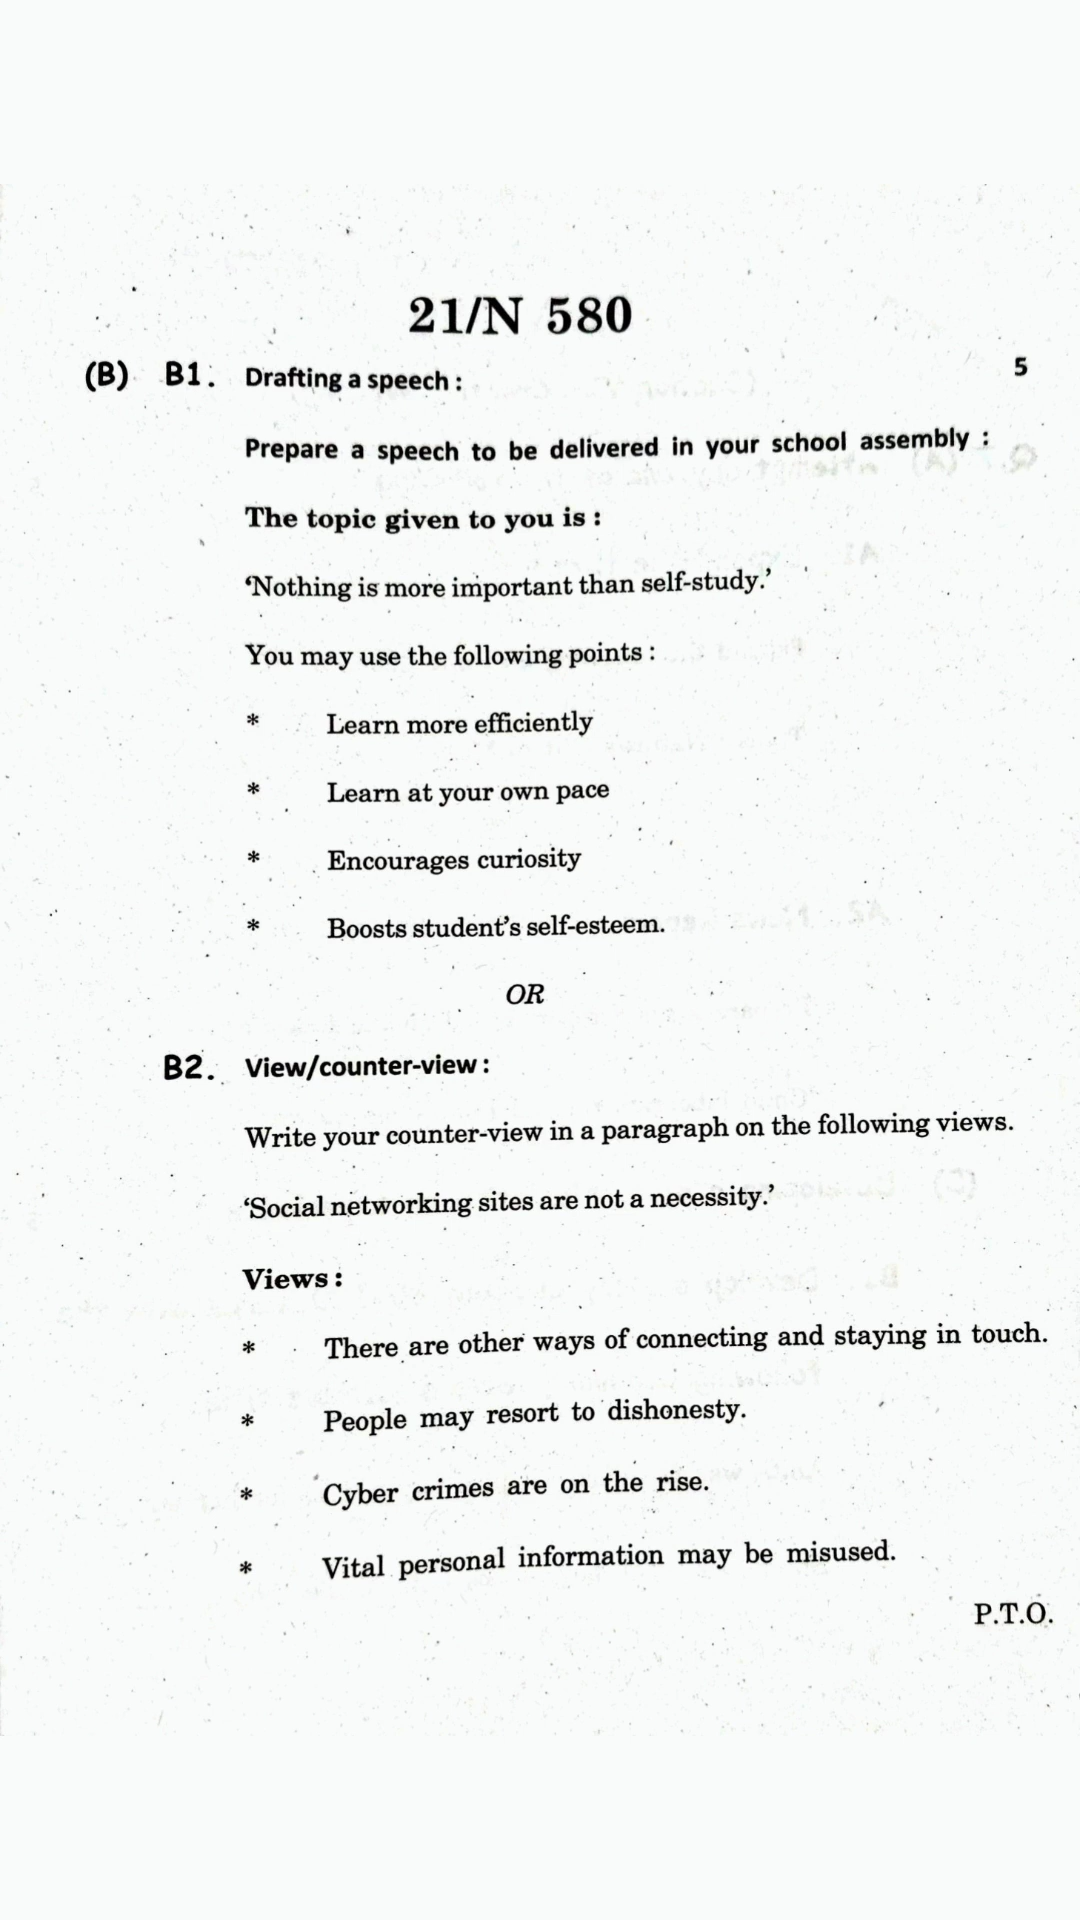 21/N 580
(B) B1. Drafting a speech : 5
Prepare a speech to be delivered in your school assembly :
The topic given to you is :
‘Nothing is more important than self-study.’
You may use the following points :
* Learn more efficiently
* Learn at your own pace
* Encourages curiosity
* Boosts student’s self-esteem.
OR
B2. View/counter-view :
Write your counter-view in a paragraph on the following views.
‘Social networking sites are not a necessity.’
Views :
* There are other ways of connecting and staying in touch.
* People may resort to dishonesty.
* Cyber crimes are on the rise.
* Vital personal information may be misused.
P.T.O.